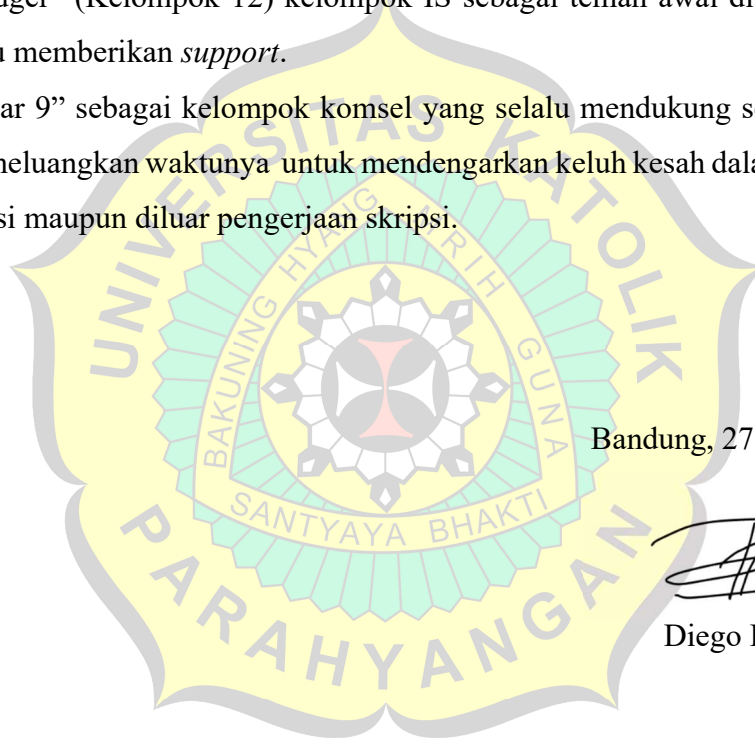 (Kelompok 12) kelompok IS sebagai teman awal di
memberikan support.
ar 9” sebagai kelompok komsel yang selalu mendukung se
meluangkan waktunya untuk mendengarkan keluh kesah dala
si maupun diluar pengerjaan skripsi.
UNIVERSITAS KATOLIK
BAKUNING HYANG MRIH GUNA
SANTYAYA BHAKTI
PARAHYANGAN
Bandung, 27
Diego